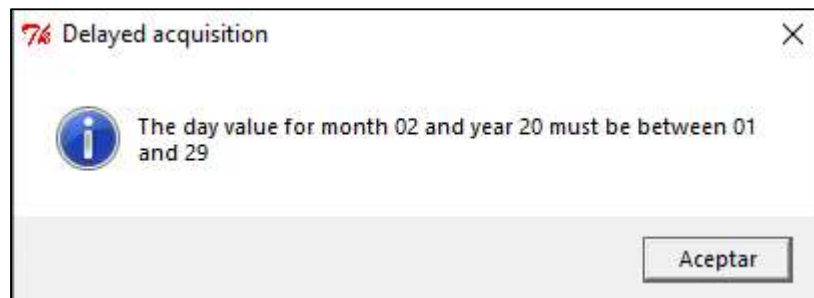 Delayed acquisition
The day value for month 02 and year 20 must be between 01
and 29
Aceptar